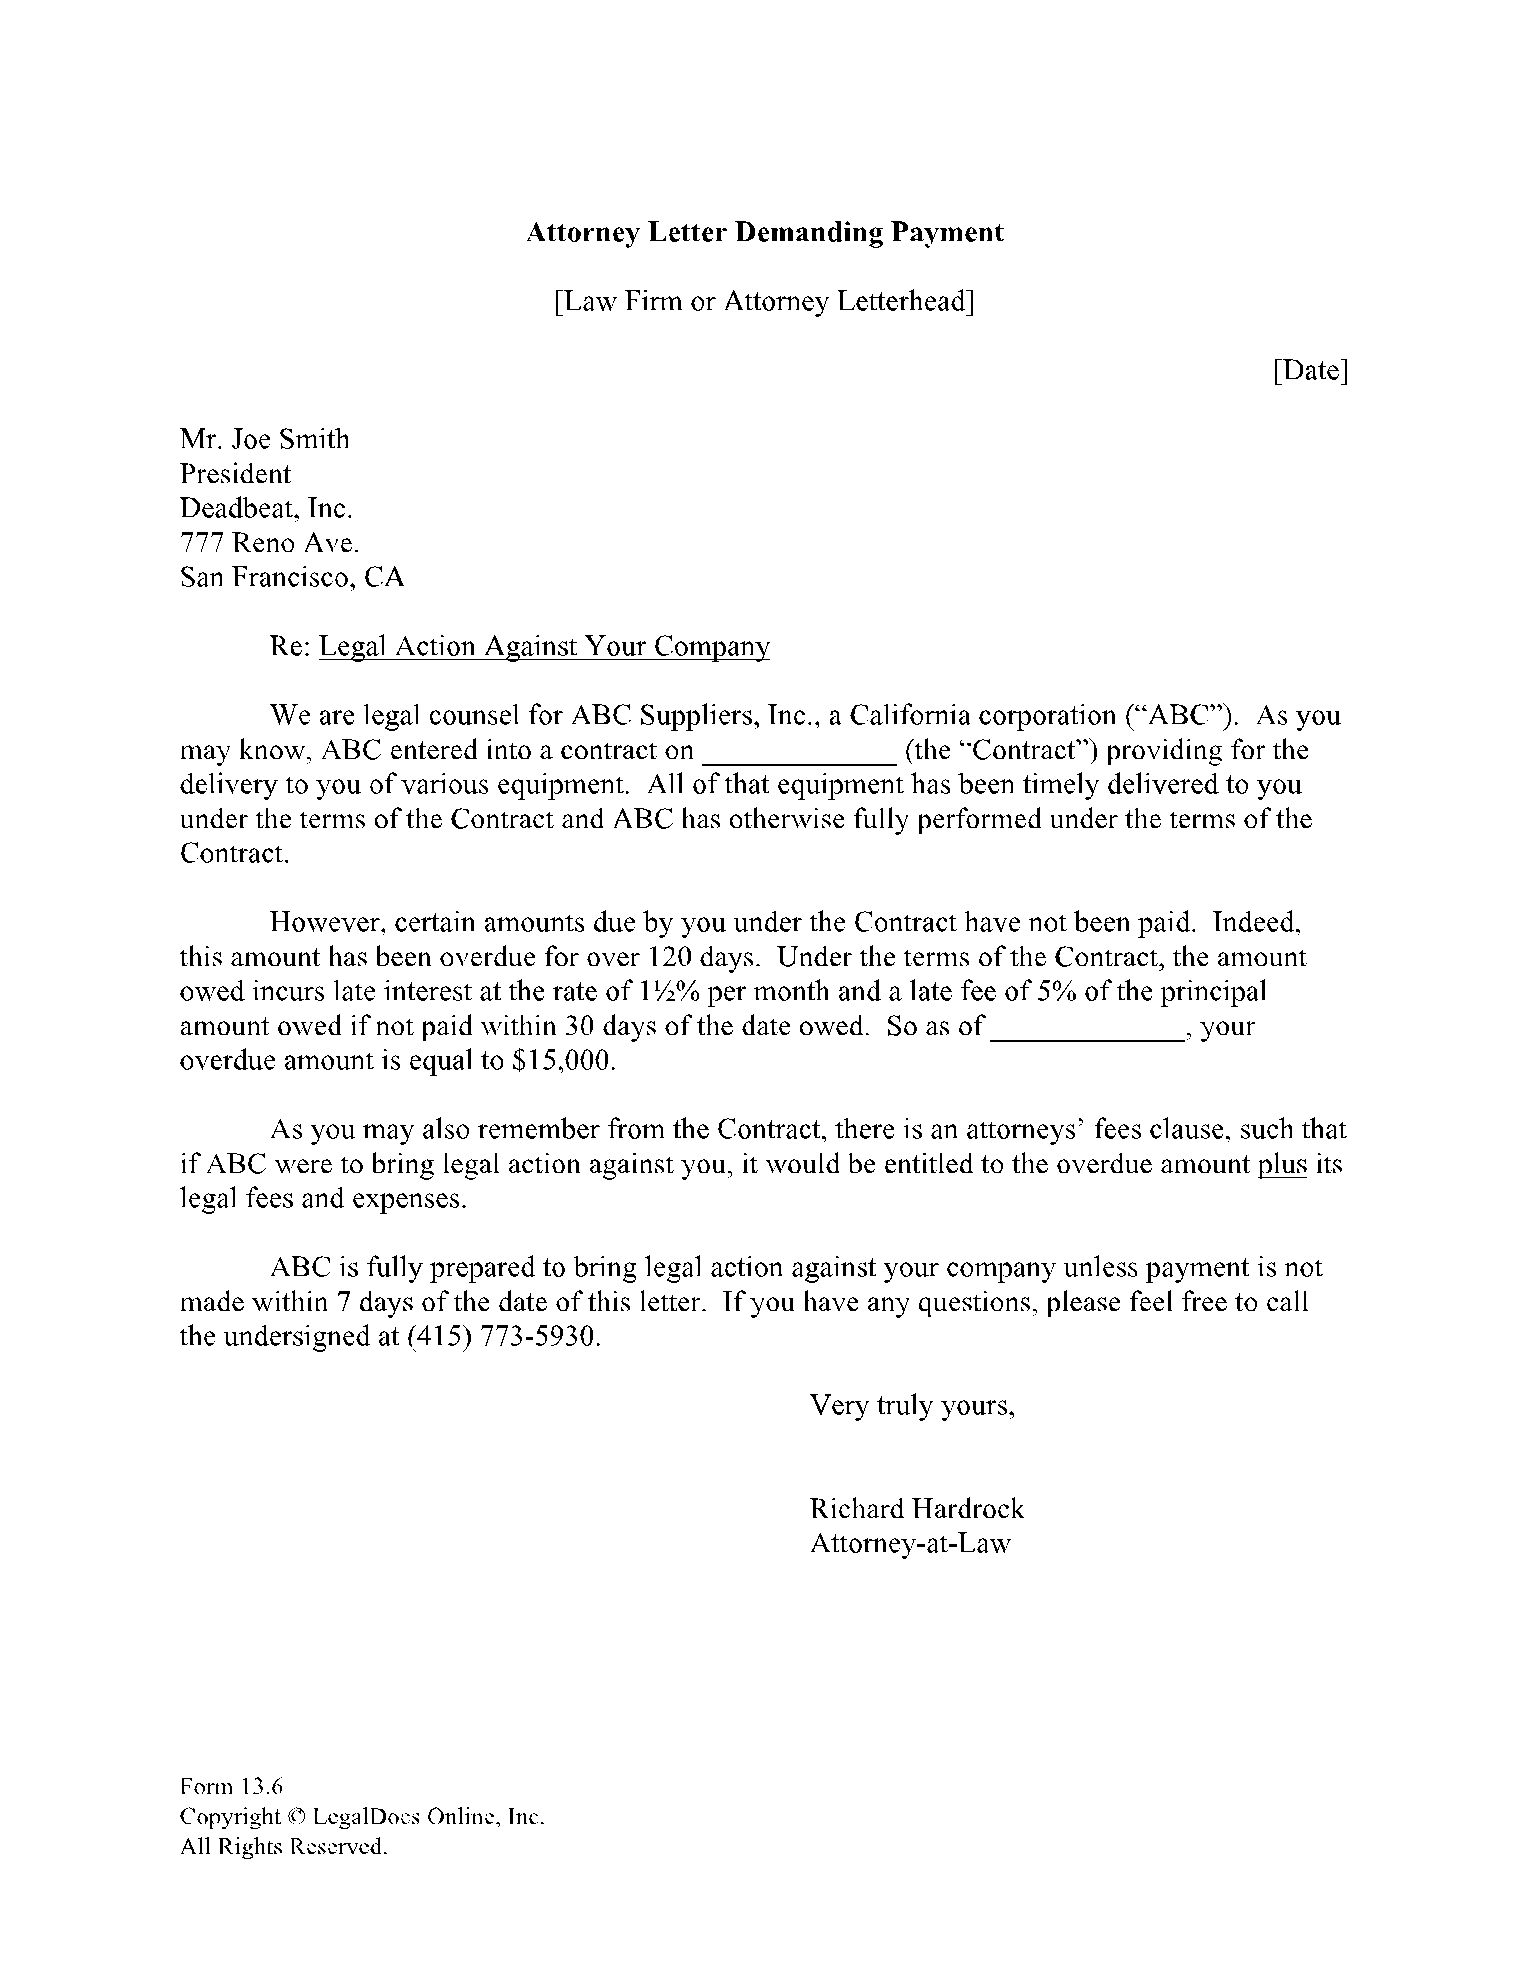 Attorney Letter Demanding Payment
[Law Firm or Attorney Letterhead]
[Date]
Mr. Joe Smith
President
Deadbeat, Inc.
777 Reno Ave.
San Francisco, CA
Re: Legal Action Against Your Company
We are legal counsel for ABC Suppliers, Inc., a California corporation (“ABC”).  As you
may know, ABC entered into a contract on ______________ (the “Contract”) providing for the
delivery to you of various equipment.  All of that equipment has been timely delivered to you
under the terms of the Contract and ABC has otherwise fully performed under the terms of the
Contract.
However, certain amounts due by you under the Contract have not been paid.  Indeed,
this amount has been overdue for over 120 days.  Under the terms of the Contract, the amount
owed incurs late interest at the rate of 1½% per month and a late fee of 5% of the principal
amount owed if not paid within 30 days of the date owed.  So as of ______________, your
overdue amount is equal to $15,000.
As you may also remember from the Contract, there is an attorneys’ fees clause, such that
if ABC were to bring legal action against you, it would be entitled to the overdue amount plus its
legal fees and expenses.
ABC is fully prepared to bring legal action against your company unless payment is not
made within 7 days of the date of this letter.  If you have any questions, please feel free to call
the undersigned at (415) 773-5930.
Very truly yours,
Richard Hardrock
Attorney-at-Law
Form 13.6
Copyright © LegalDocs Online, Inc.
All Rights Reserved.